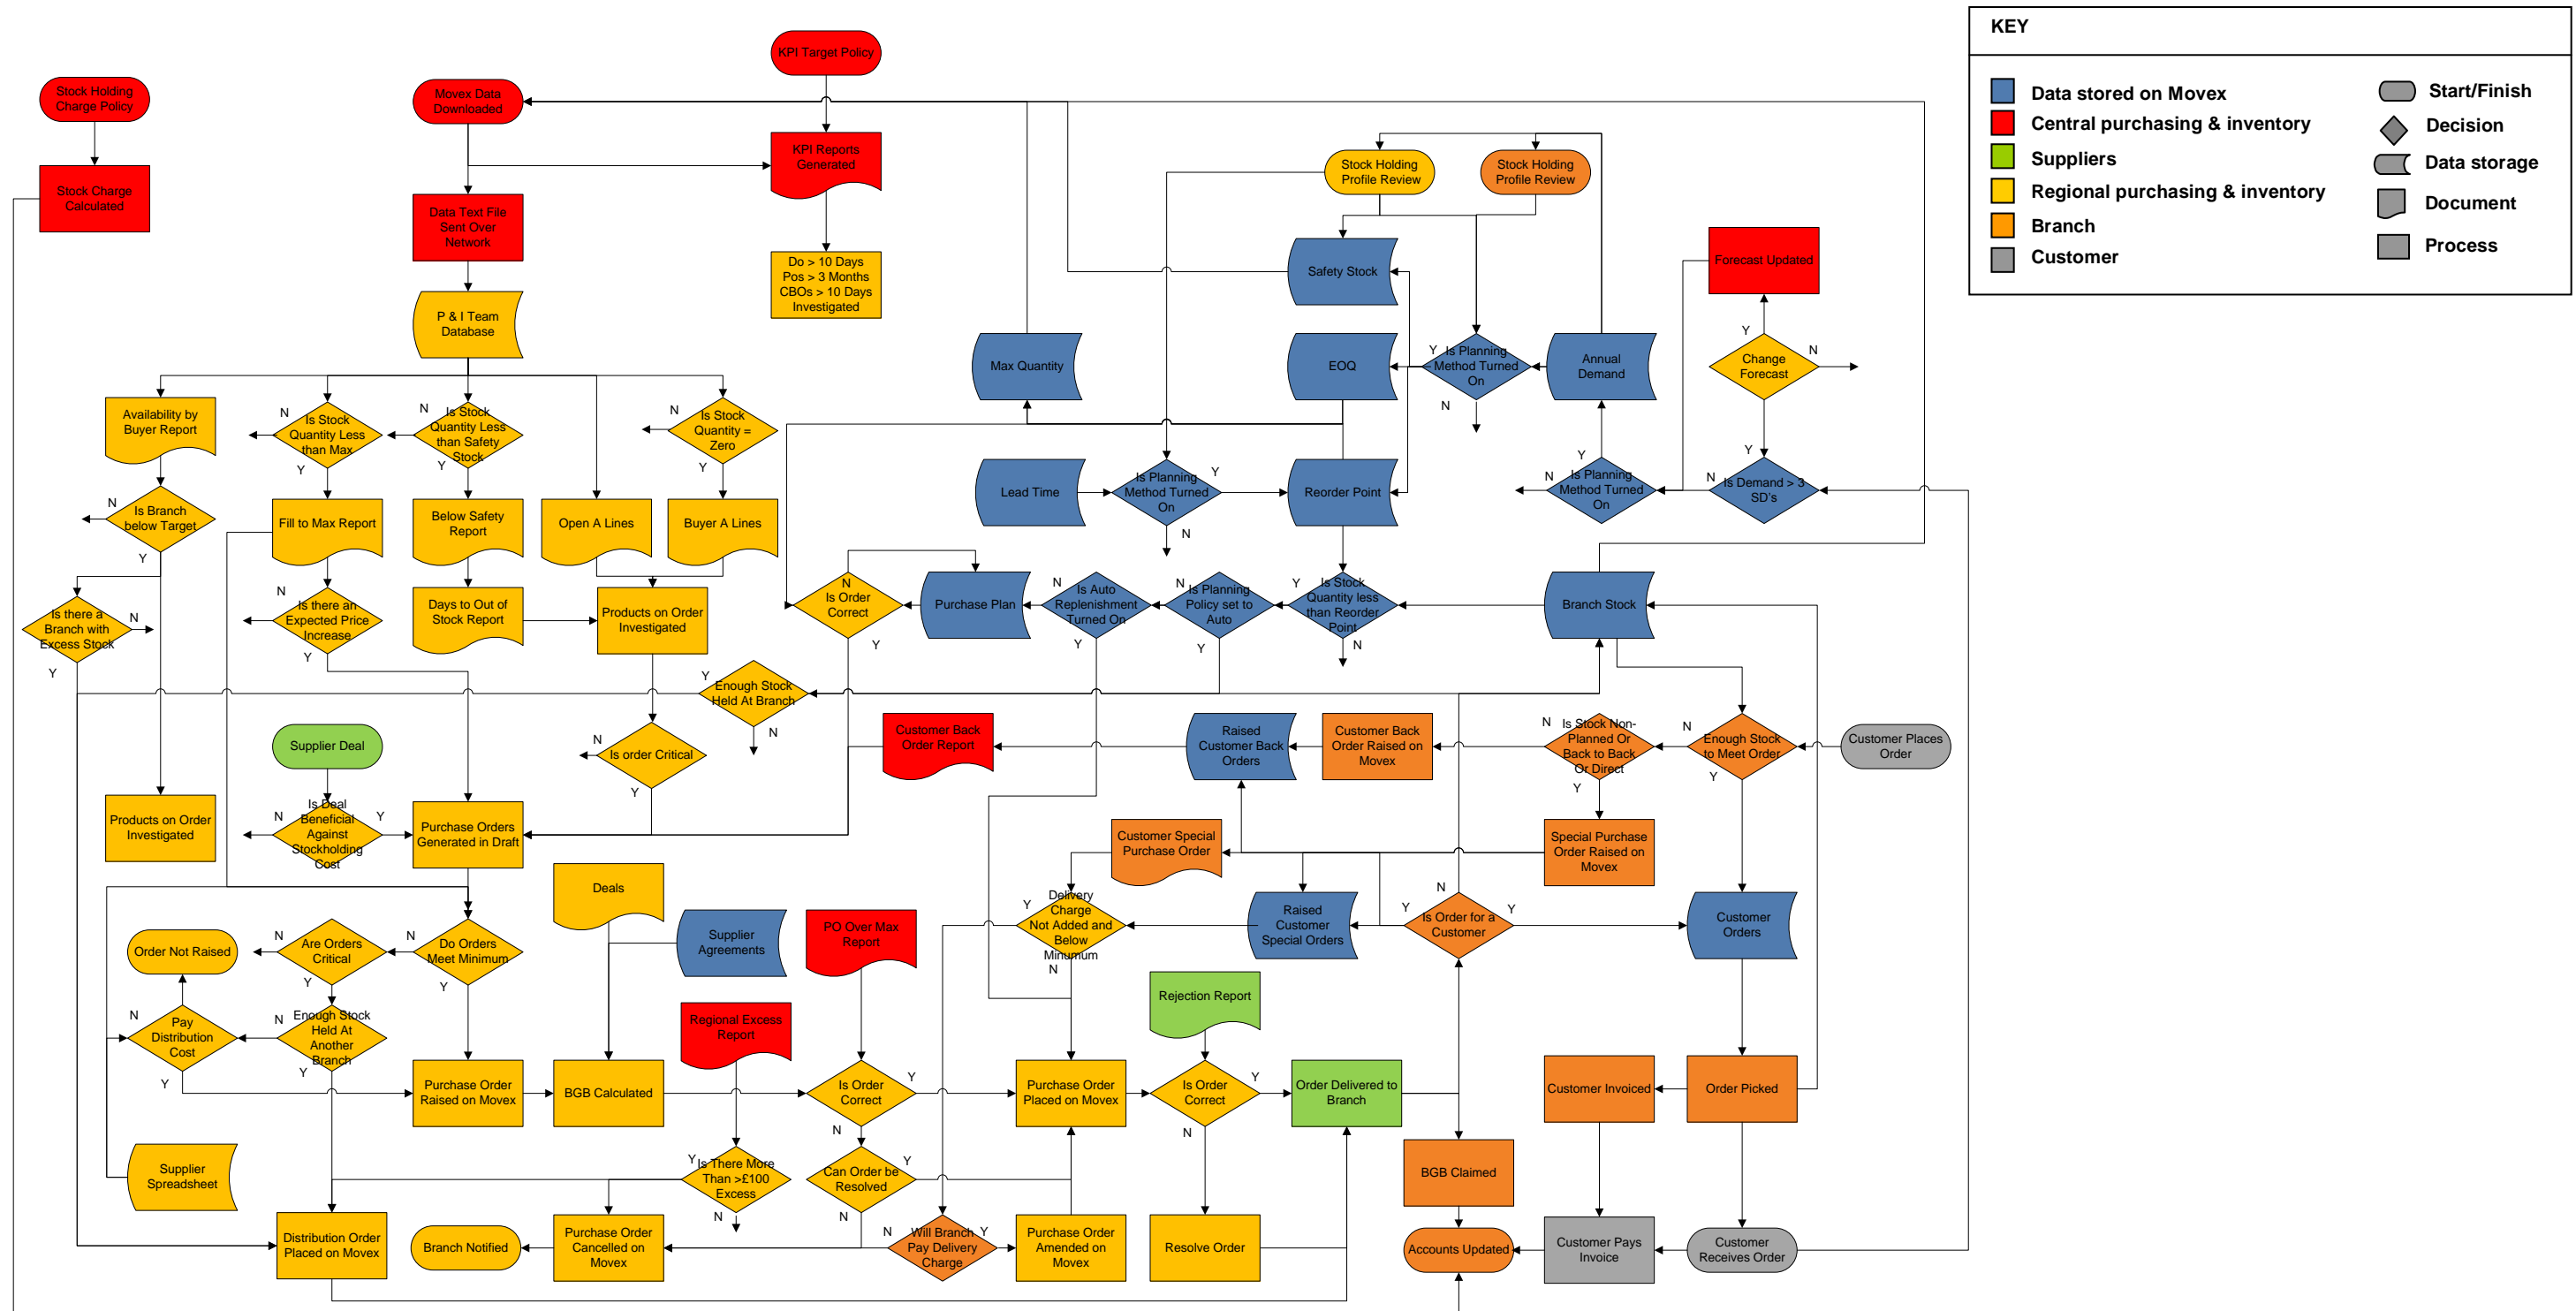 KEY
Data stored on Movex
Central purchasing & inventory
Suppliers
Regional purchasing & inventory
Branch
Customer
Start/Finish
Decision
Data storage
Document
Process
KPI Target Policy
Stock Holding
Charge Policy
Movex Data
Downloaded
KPI Reports
Generated
Stock Holding
Profile Review
Stock Holding
Profile Review
Stock Charge
Calculated
Data Text File
Sent Over
Network
Do > 10 Days
Pos > 3 Months
CBOs > 10 Days
Investigated
Safety Stock
Forecast Updated
P & I Team
Database
Max Quantity
EOQ
Y
Is Planning
Method Turned
On
N
Annual
Demand
Y
Change
Forecast
N
Availability by
Buyer Report
N
Is Stock
Quantity Less
than Max
Y
N
Is Stock
Quantity Less
than Safety
Stock
Y
N
Is Stock
Quantity =
Zero
Y
N
Is Branch
below Target
Y
Fill to Max Report
Below Safety
Report
Open A Lines
Buyer A Lines
Lead Time
Is Planning
Method Turned
On
Y
N
Reorder Point
Y
N
Is Planning
Method Turned
On
Y
N
Is Demand > 3
SD's
Is there a
Branch with
Excess Stock
N
Y
N
Is there an
Expected Price
Increase
Y
Days to Out of
Stock Report
Products on Order
Investigated
N
Is Order
Correct
Y
Purchase Plan
N
Is Auto
Replenishment
Turned On
Y
N
Is Planning
Policy set to
Auto
Y
Y
Is Stock
Quantity less
than Reorder
Point
N
Branch Stock
Y
Enough Stock
Held At Branch
N
Supplier Deal
N
Is order Critical
Y
Customer Back
Order Report
Raised
Customer Back
Orders
Customer Back
Order Raised on
Movex
N
Is Stock Non-
Planned Or
Back to Back
Or Direct
Y
N
Enough Stock
to Meet Order
Y
Customer Places
Order
Products on Order
Investigated
N
Is Deal
Beneficial
Against
Stockholding
Cost
Y
Purchase Orders
Generated in Draft
Customer Special
Purchase Order
Special Purchase
Order Raised on
Movex
Deals
Supplier
Agreements
PO Over Max
Report
Y
Delivery
Charge
Not Added and
Below
Minumum
N
Raised
Customer
Special Orders
N
Y
Is Order for a
Customer
Y
Customer
Orders
Order Not Raised
N
Are Orders
Critical
Y
N
Do Orders
Meet Minimum
Y
Rejection Report
N
Pay
Distribution
Cost
Y
N
Enough Stock
Held At
Another
Branch
Y
Regional Excess
Report
Purchase Order
Raised on Movex
BGB Calculated
Is Order
Correct
Y
N
Purchase Order
Placed on Movex
Is Order
Correct
Y
N
Order Delivered to
Branch
Customer Invoiced
Order Picked
Supplier
Spreadsheet
Y
Is There More
Than >£100
Excess
N
Can Order be
Resolved
Y
N
BGB Claimed
Distribution Order
Placed on Movex
Branch Notified
Purchase Order
Cancelled on
Movex
N
Will Branch
Pay Delivery
Charge
Y
Purchase Order
Amended on
Movex
Resolve Order
Accounts Updated
Customer Pays
Invoice
Customer
Receives Order